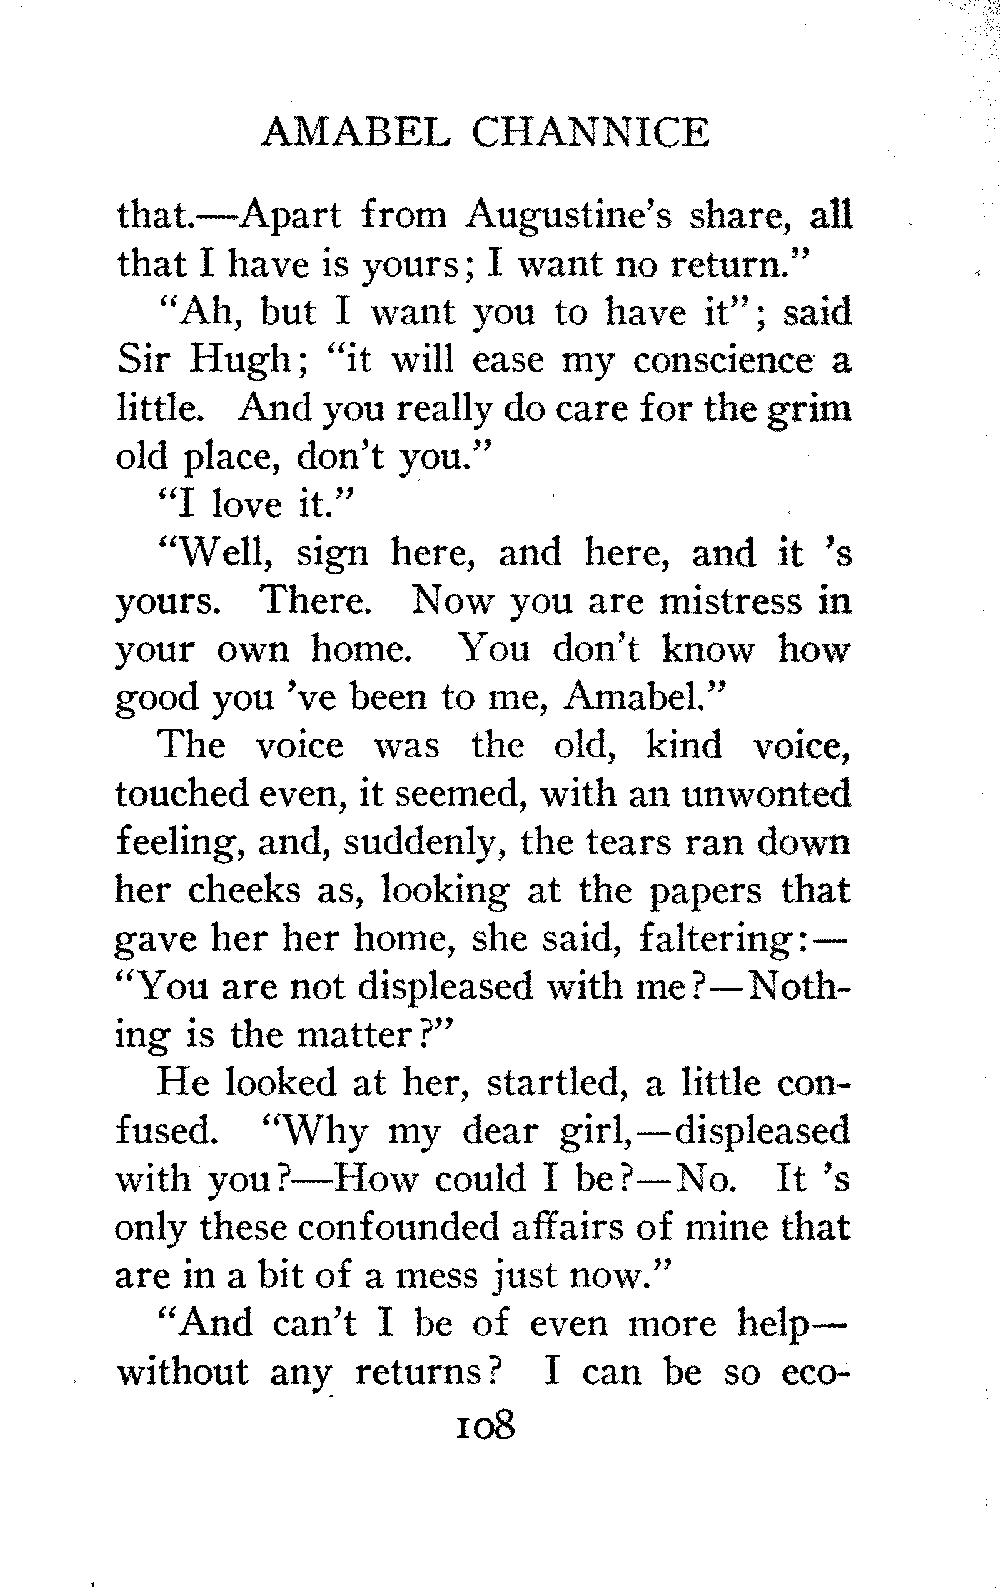 AMABEL CHANNICE
that.—Apart from Augustine's share, all
that I have is yours; I want no return."
"Ah, but I want you to have it"; said
Sir Hugh; "it will ease my conscience a
little. And you really do care for the grim
old place, don't you."
"I love it."
"Well, sign here, and here, and it 's
yours. There. Now you are mistress in
your own home. You don't know how
good you 've been to me, Amabel."
The voice was the old, kind voice,
touched even, it seemed, with an unwonted
feeling, and, suddenly, the tears ran down
her cheeks as, looking at the papers that
gave her her home, she said, faltering:—
"You are not displeased with me?—Noth-
ing is the matter?"
He looked at her, startled, a little con-
fused. "Why my dear girl,—displeased
with you?—How could I be?—No. It 's
only these confounded affairs of mine that
are in a bit of a mess just now."
"And can't I be of even more help—
without any returns? I can be so eco-
108